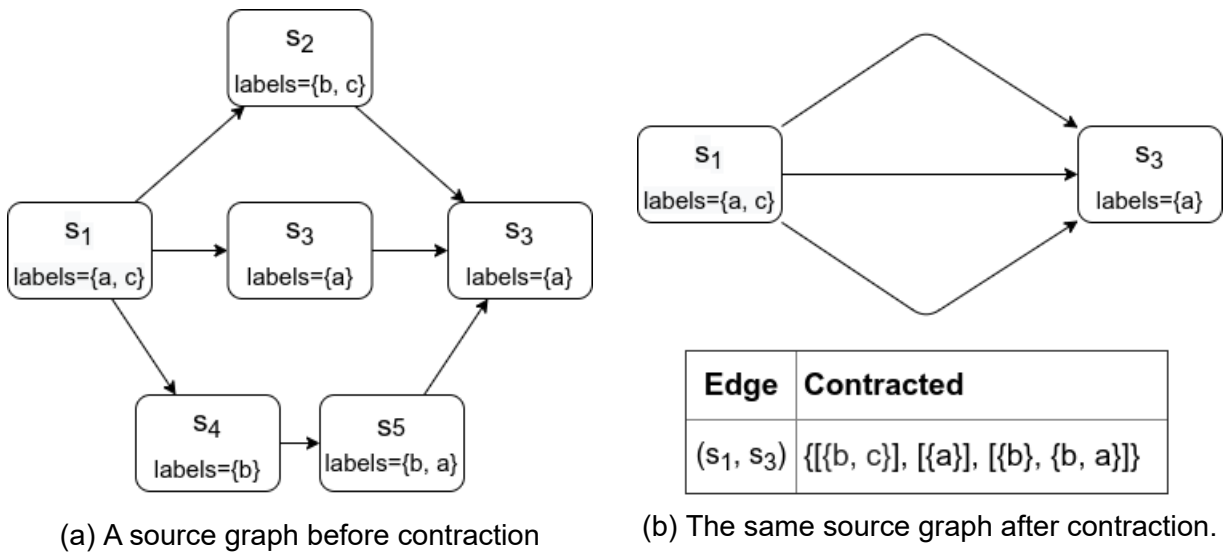 s2
labels={b, c}
s1
labels={a, c}
s3
labels={a}
s3
labels={a}
s4
labels={b}
s5
labels={b, a}
(a) A source graph before contraction
s1
labels={a, c}
s3
labels={a}
Edge Contracted
(s1, s3) {[{b, c}], [{a}], [{b}, {b, a}]}
(b) The same source graph after contraction.